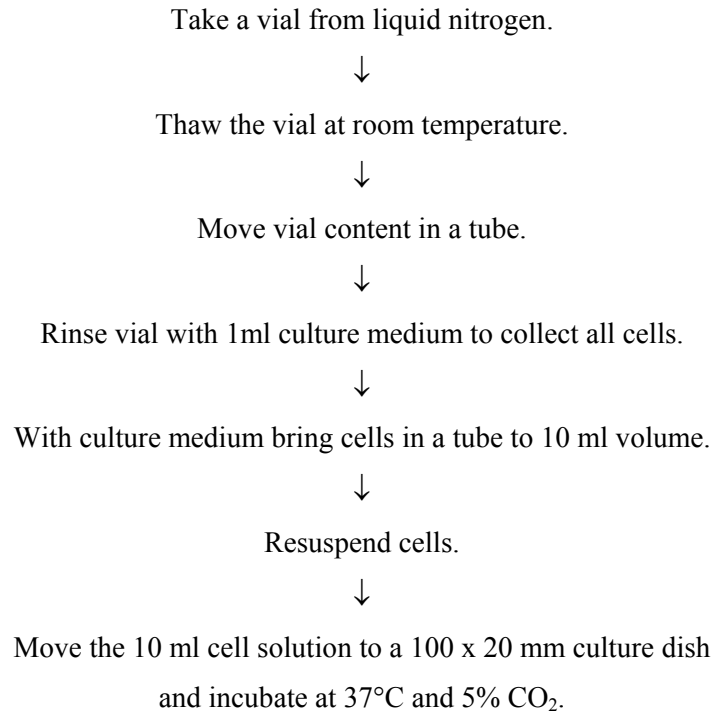 Take a vial from liquid nitrogen.
↓
Thaw the vial at room temperature.
↓
Move vial content in a tube.
↓
Rinse vial with 1ml culture medium to collect all cells.
↓
With culture medium bring cells in a tube to 10 ml volume.
↓
Resuspend cells.
↓
Move the 10 ml cell solution to a 100 x 20 mm culture dish
and incubate at 37°C and 5% CO₂.